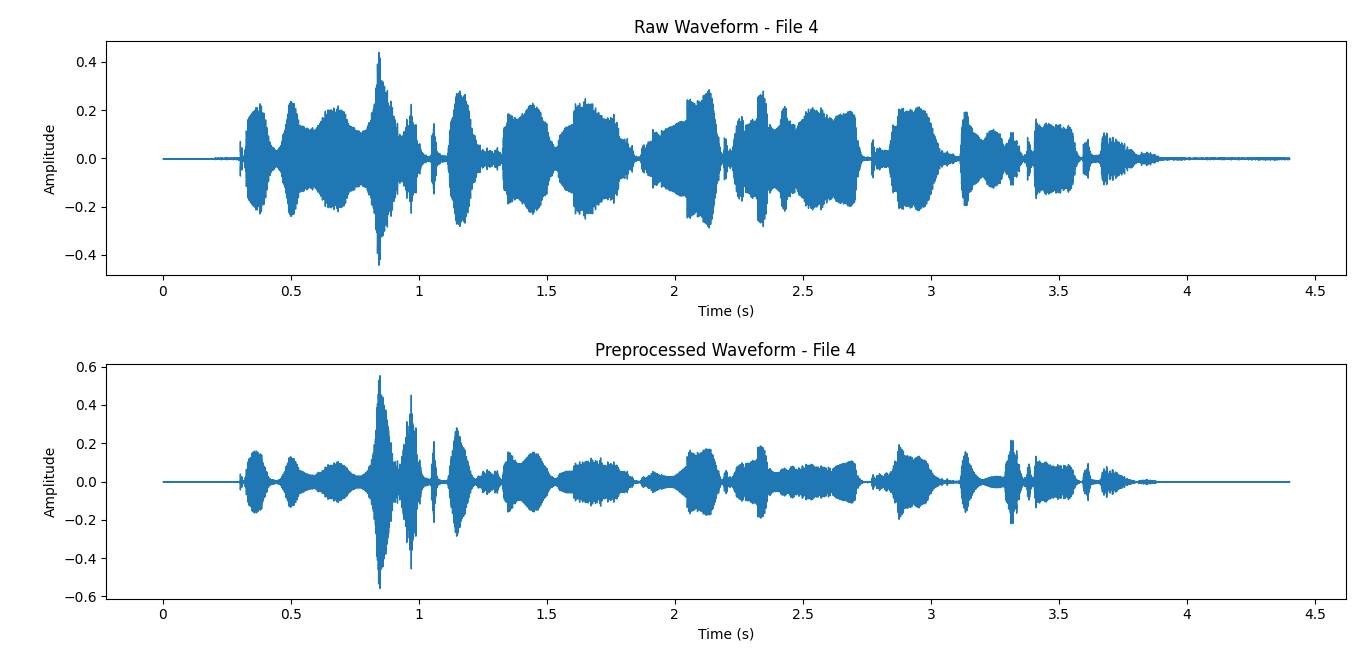 Raw Waveform - File 4
0.4
0.2
0.0
−0.2
−0.4
Amplitude
0 0.5 1 1.5 2 2.5 3 3.5 4 4.5
Time (s)
Preprocessed Waveform - File 4
0.6
0.4
0.2
0.0
−0.2
−0.4
−0.6
Amplitude
0 0.5 1 1.5 2 2.5 3 3.5 4 4.5
Time (s)